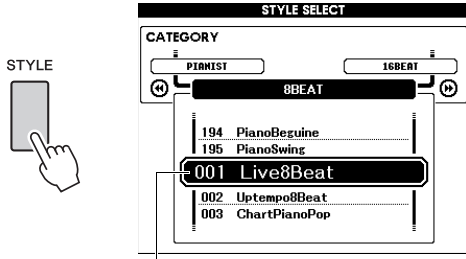 STYLE SELECT
CATEGORY
STYLE
PIANIST
16BEAT
8BEAT
194 PianoBeguine
195 PianoSwing
001 Live8Beat
002 Uptempo8Beat
003 ChartPianoPop